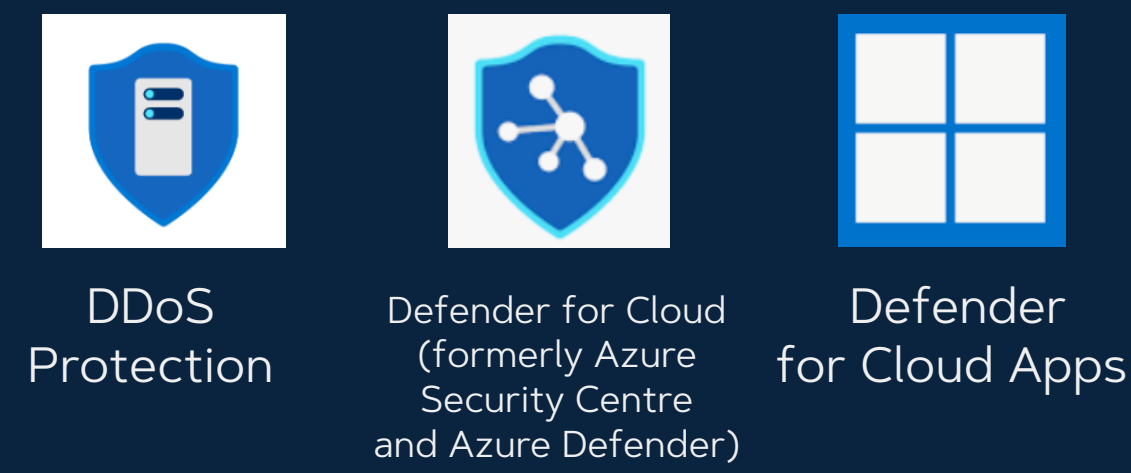 DDoS
Protection
Defender for Cloud
(formerly Azure
Security Centre
and Azure Defender)
Defender
for Cloud Apps